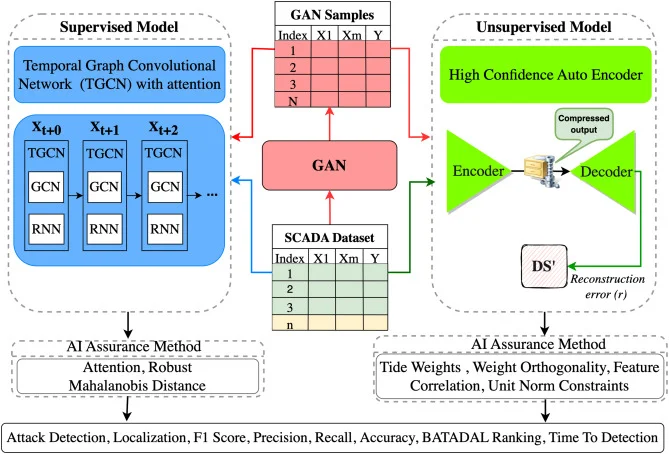 Supervised Model
Temporal Graph Convolutional
Network (TGCN) with attention
Xt+0 Xt+1 Xt+2
TGCN TGCN TGCN
GCN GCN GCN
...
RNN RNN RNN
GAN Samples
Index X1 Xm Y
1
2
3
N
GAN
SCADA Dataset
Index X1 Xm Y
1
2
3
n
Unsupervised Model
High Confidence Auto Encoder
Compressed
output
Encoder
Decoder
DS'
Reconstruction
error (r)
AI Assurance Method
Attention, Robust
Mahalanobis Distance
AI Assurance Method
Tide Weights , Weight Orthogonality, Feature
Correlation, Unit Norm Constraints
Attack Detection, Localization, F1 Score, Precision, Recall, Accuracy, BATADAL Ranking, Time To Detection